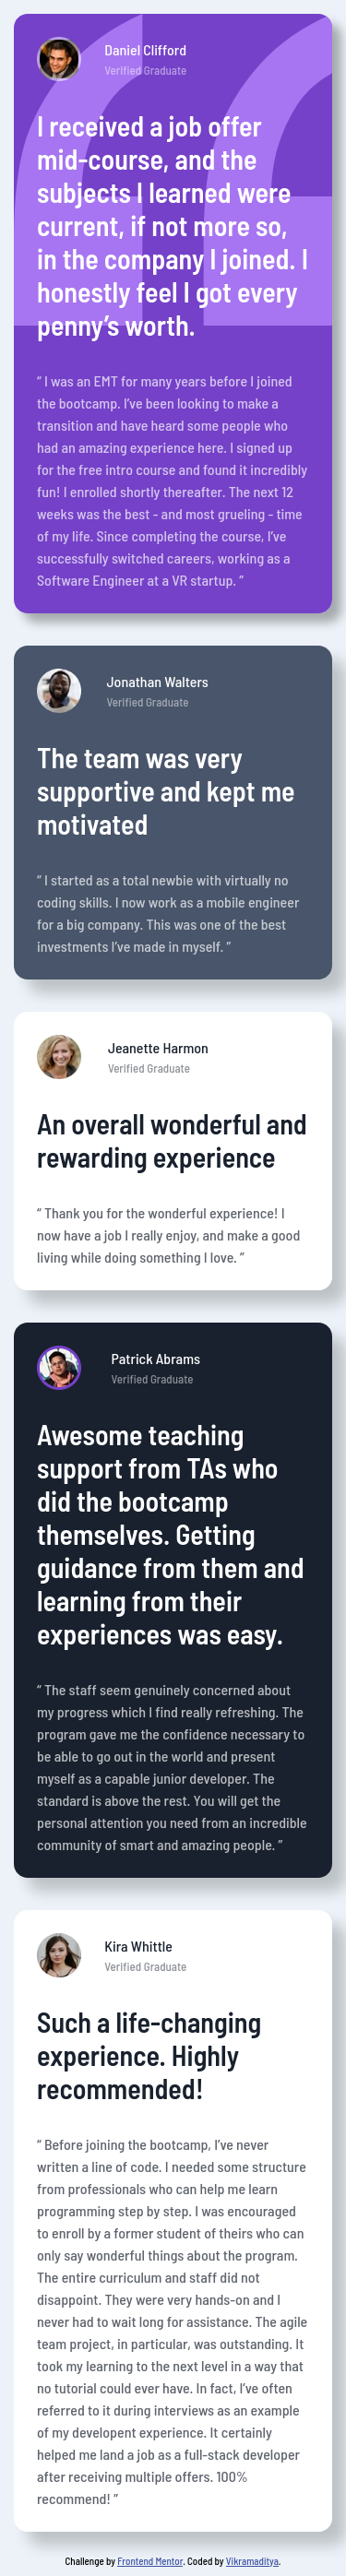 Daniel Clifford
Verified Graduate
I received a job offer
mid-course, and the
subjects I learned were
current, if not more so,
in the company I joined. I
honestly feel I got every
penny’s worth.
“ I was an EMT for many years before I joined
the bootcamp. I’ve been looking to make a
transition and have heard some people who
had an amazing experience here. I signed up
for the free intro course and found it incredibly
fun! I enrolled shortly thereafter. The next 12
weeks was the best - and most grueling - time
of my life. Since completing the course, I’ve
successfully switched careers, working as a
Software Engineer at a VR startup. ”
Jonathan Walters
Verified Graduate
The team was very
supportive and kept me
motivated
“ I started as a total newbie with virtually no
coding skills. I now work as a mobile engineer
for a big company. This was one of the best
investments I’ve made in myself. ”
Jeanette Harmon
Verified Graduate
An overall wonderful and
rewarding experience
“ Thank you for the wonderful experience! I
now have a job I really enjoy, and make a good
living while doing something I love. ”
Patrick Abrams
Verified Graduate
Awesome teaching
support from TAs who
did the bootcamp
themselves. Getting
guidance from them and
learning from their
experiences was easy.
“ The staff seem genuinely concerned about
my progress which I find really refreshing. The
program gave me the confidence necessary to
be able to go out in the world and present
myself as a capable junior developer. The
standard is above the rest. You will get the
personal attention you need from an incredible
community of smart and amazing people. ”
Kira Whittle
Verified Graduate
Such a life-changing
experience. Highly
recommended!
“ Before joining the bootcamp, I’ve never
written a line of code. I needed some structure
from professionals who can help me learn
programming step by step. I was encouraged
to enroll by a former student of theirs who can
only say wonderful things about the program.
The entire curriculum and staff did not
disappoint. They were very hands-on and I
never had to wait long for assistance. The agile
team project, in particular, was outstanding. It
took my learning to the next level in a way that
no tutorial could ever have. In fact, I’ve often
referred to it during interviews as an example
of my developent experience. It certainly
helped me land a job as a full-stack developer
after receiving multiple offers. 100%
recommend! ”
Challenge by Frontend Mentor. Coded by Vikramaditya.